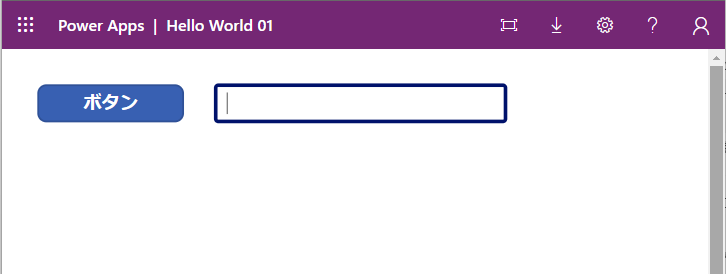 Power Apps | Hello World 01
ボタン